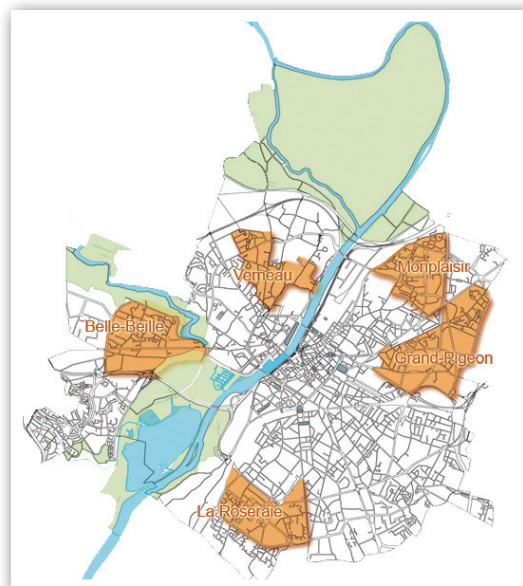 Verneau
Monplaisir
Belle-Beille
Grand-Pigeon
La Roseraie